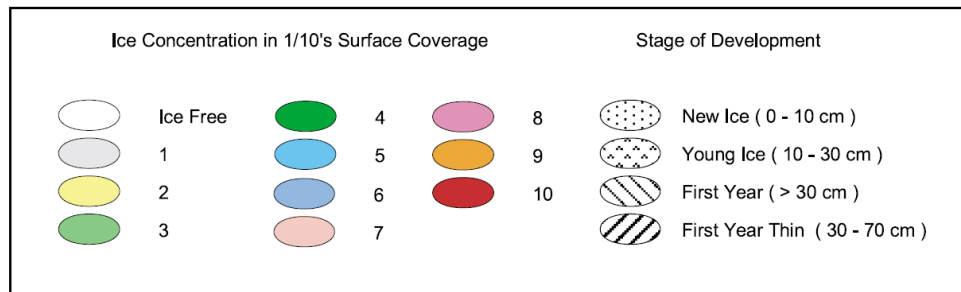 Ice Concentration in 1/10's Surface Coverage
Stage of Development
Ice Free
1
2
3
4
5
6
7
8
9
10
New Ice ( 0 - 10 cm )
Young Ice ( 10 - 30 cm )
First Year ( > 30 cm )
First Year Thin ( 30 - 70 cm )